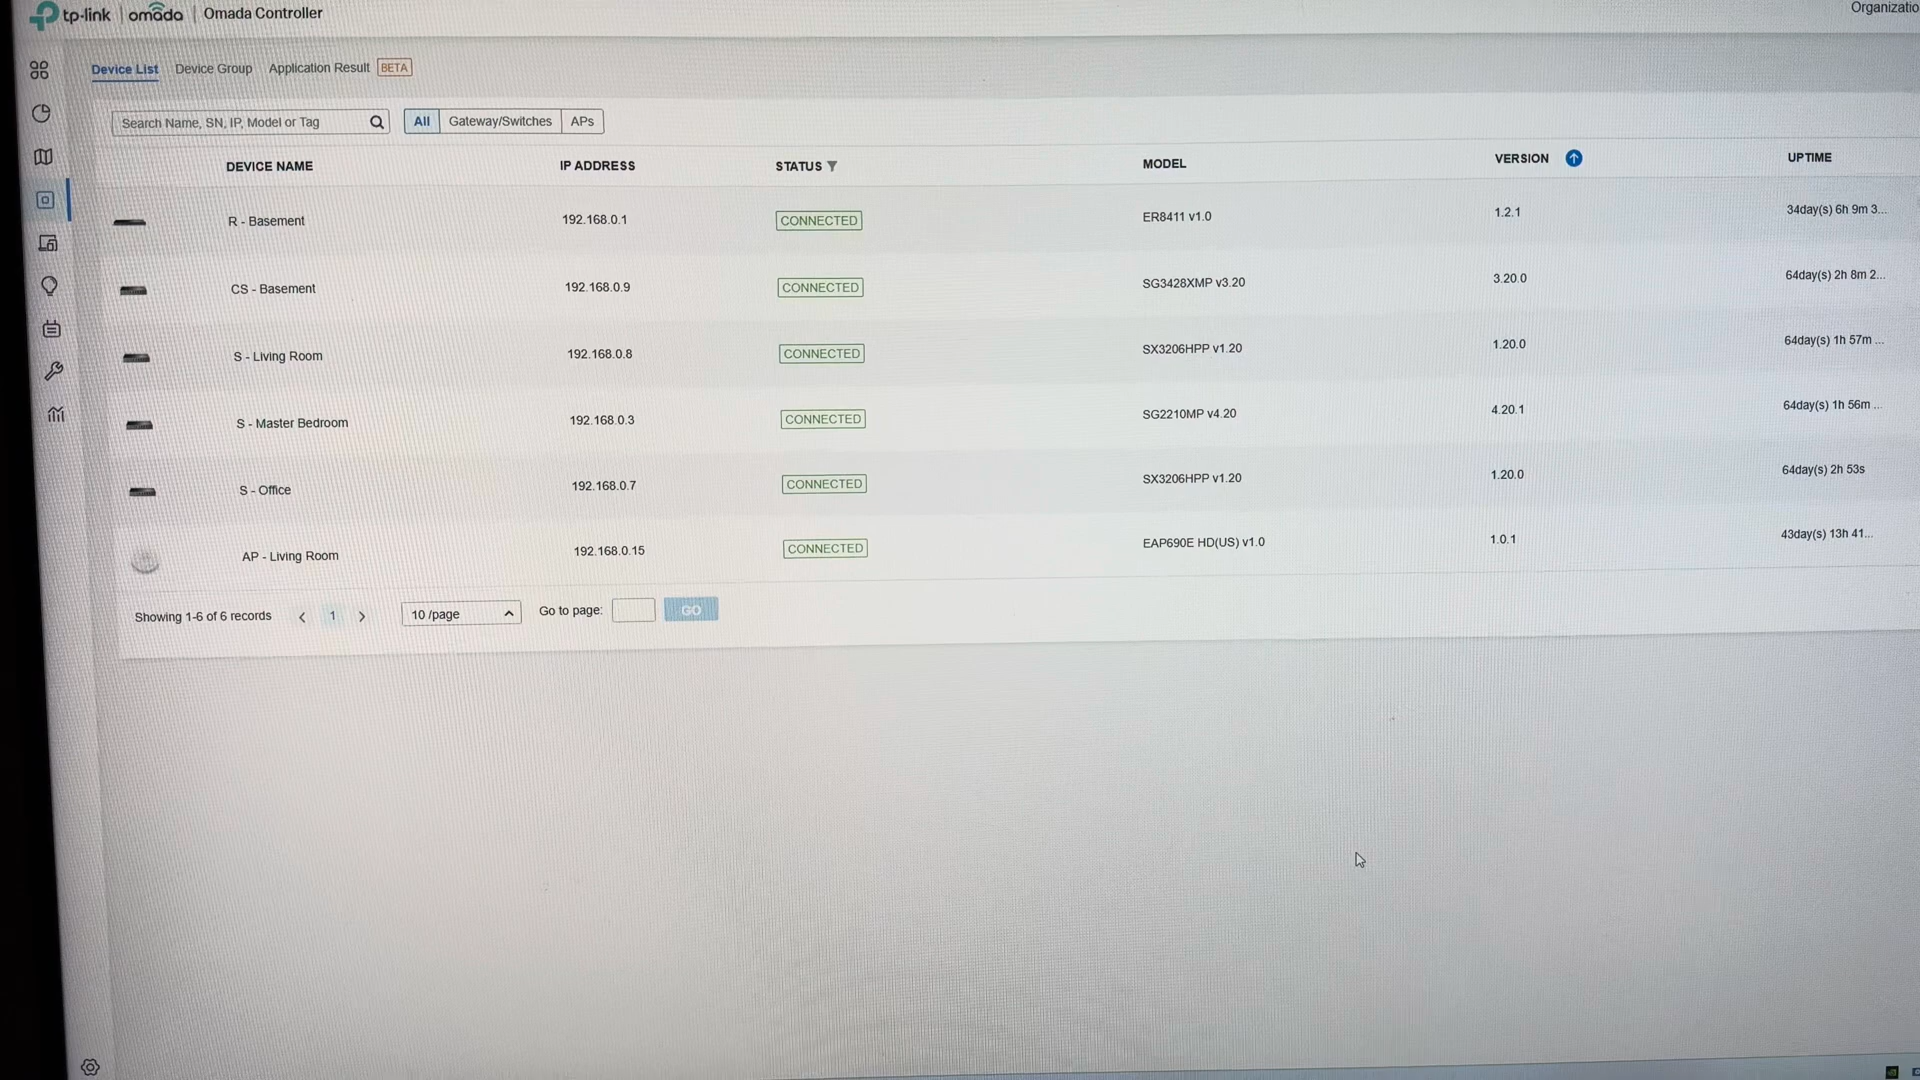 tp-link | omada | Omada Controller
Organizatio
Device List Device Group Application Result BETA
Search Name, SN, IP, Model or Tag All Gateway/Switches APs
DEVICE NAME IP ADDRESS STATUS MODEL VERSION UPTIME
R - Basement 192.168.0.1 CONNECTED ER8411 v1.0 1.2.1 34day(s) 6h 9m 3...
CS - Basement 192.168.0.9 CONNECTED SG3428XMP v3.20 3.20.0 64day(s) 2h 8m 2...
S - Living Room 192.168.0.8 CONNECTED SX3206HPP v1.20 1.20.0 64day(s) 1h 57m ...
S - Master Bedroom 192.168.0.3 CONNECTED SG2210MP v4.20 4.20.1 64day(s) 1h 56m ...
S - Office 192.168.0.7 CONNECTED SX3206HPP v1.20 1.20.0 64day(s) 2h 53s
AP - Living Room 192.168.0.15 CONNECTED EAP690E HD(US) v1.0 1.0.1 43day(s) 13h 41...
Showing 1-6 of 6 records < 1 > 10 /page Go to page: GO